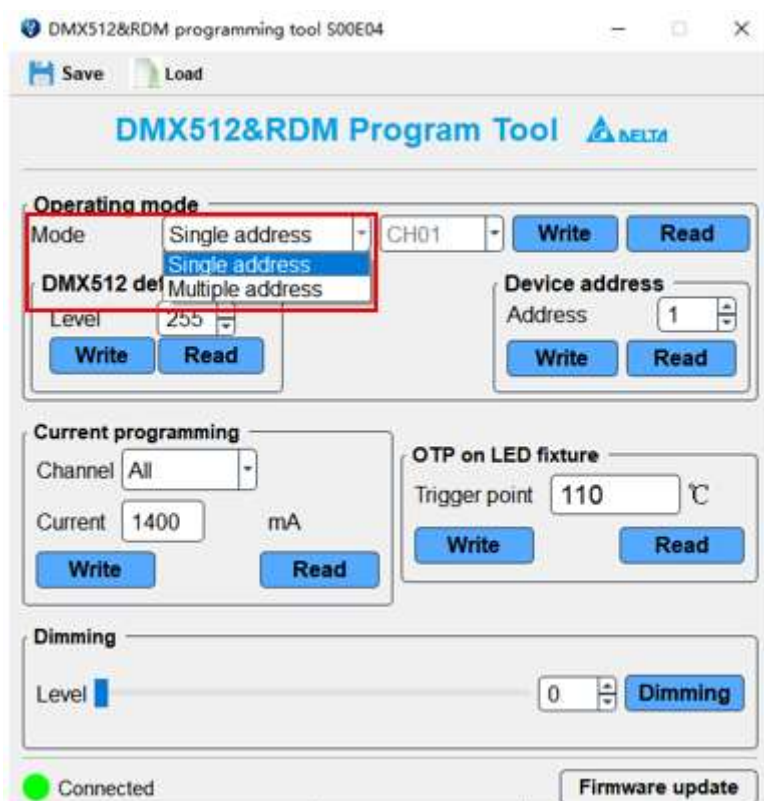 DMX512&RDM programming tool S00E04
Save Load
DMX512&RDM Program Tool DELTA
Operating mode
Mode Single address CH01 Write Read
Single address
Multiple address
DMX512 Device address
Level 255 Address 1
Write Read Write Read
Current programming
Channel All
Current 1400 mA
Write Read
OTP on LED fixture
Trigger point 110 ℃
Write Read
Dimming
Level 0 Dimming
Connected Firmware update